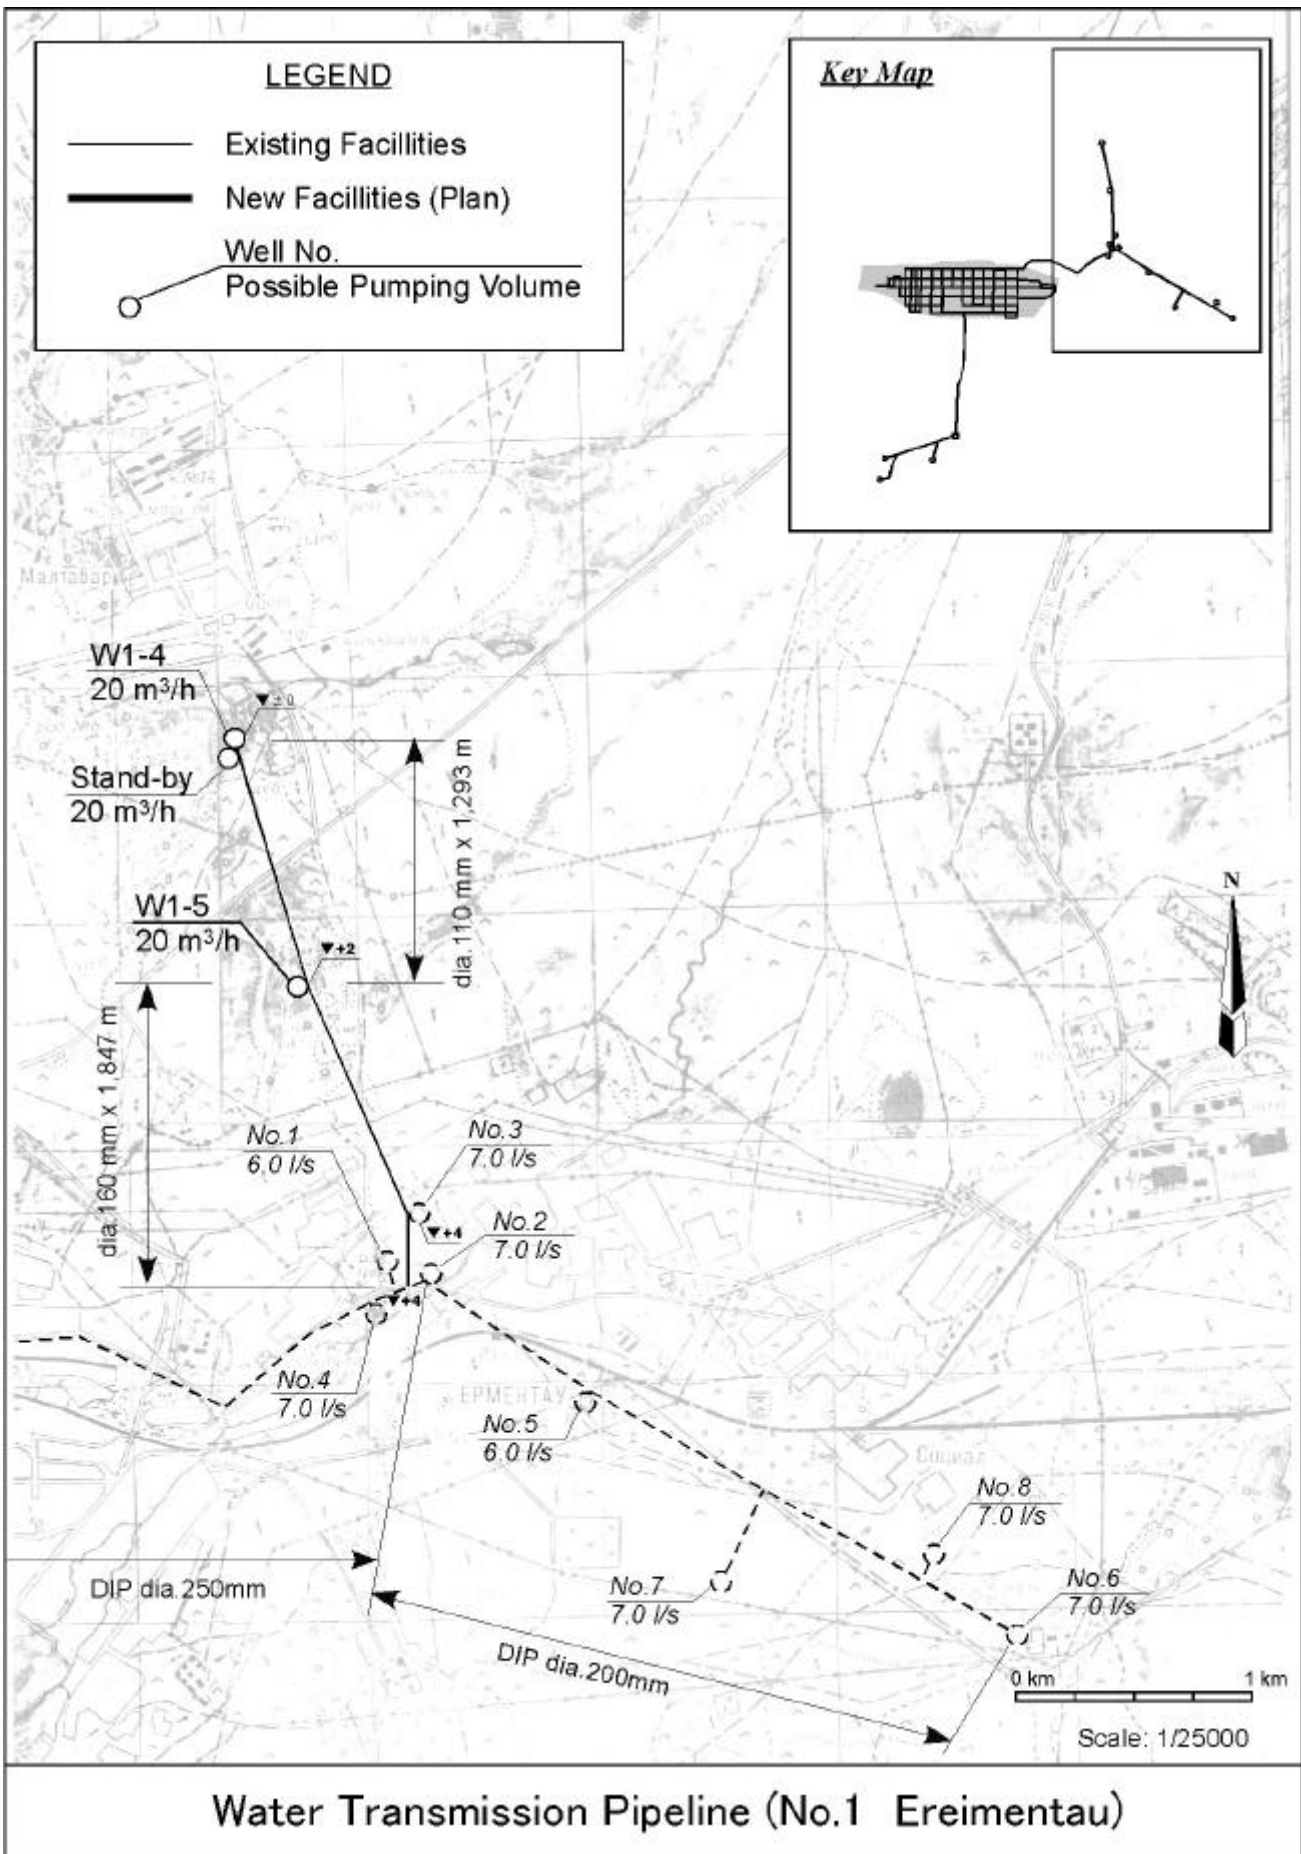 LEGEND
Existing Facillities
New Facillities (Plan)
Well No.
Possible Pumping Volume
Key Map
Малтабар
W1-4
20 m³/h
▼±0
Stand-by
20 m³/h
dia.110 mm x 1,293 m
W1-5
20 m³/h
▼+2
N
dia.160 mm x 1,847 m
No.1
6.0 l/s
No.3
7.0 l/s
▼+4
No.2
7.0 l/s
▼+4
No.4
7.0 l/s
ЕРМЕНТАУ
No.5
6.0 l/s
Социал
No.8
7.0 l/s
DIP dia.250mm
No.7
7.0 l/s
No.6
7.0 l/s
DIP dia.200mm
0 km
1 km
Scale: 1/25000
Water Transmission Pipeline (No.1 Ereimentau)